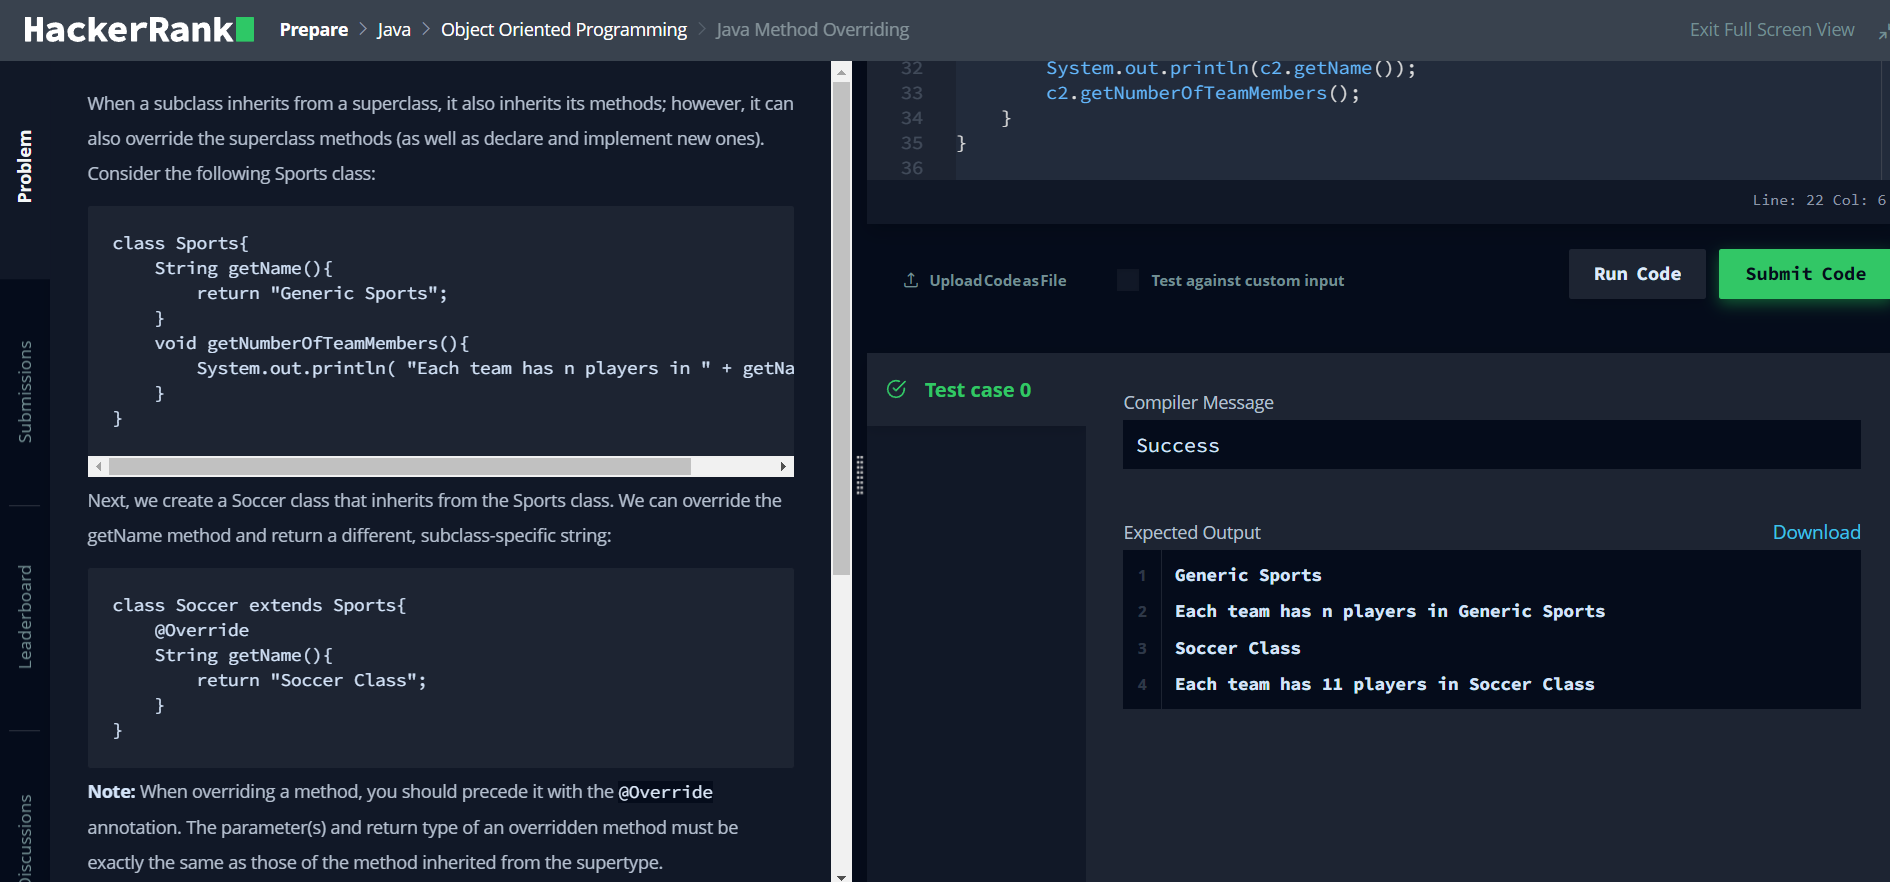 HackerRank
Prepare > Java > Object Oriented Programming > Java Method Overriding
Exit Full Screen View
Problem
Submissions
Leaderboard
Discussions
When a subclass inherits from a superclass, it also inherits its methods; however, it can
also override the superclass methods (as well as declare and implement new ones).
Consider the following Sports class:
class Sports{
    String getName(){
        return "Generic Sports";
    }
    void getNumberOfTeamMembers(){
        System.out.println( "Each team has n players in " + getNa
    }
}
Next, we create a Soccer class that inherits from the Sports class. We can override the
getName method and return a different, subclass-specific string:
class Soccer extends Sports{
    @Override
    String getName(){
        return "Soccer Class";
    }
}
Note: When overriding a method, you should precede it with the @Override
annotation. The parameter(s) and return type of an overridden method must be
exactly the same as those of the method inherited from the supertype.
32 System.out.println(c2.getName());
33 c2.getNumberOfTeamMembers();
34 }
35 }
36
Line: 22 Col: 6
Upload Code as File
Test against custom input
Run Code
Submit Code
Test case 0
Compiler Message
Success
Expected Output
Download
1 Generic Sports
2 Each team has n players in Generic Sports
3 Soccer Class
4 Each team has 11 players in Soccer Class